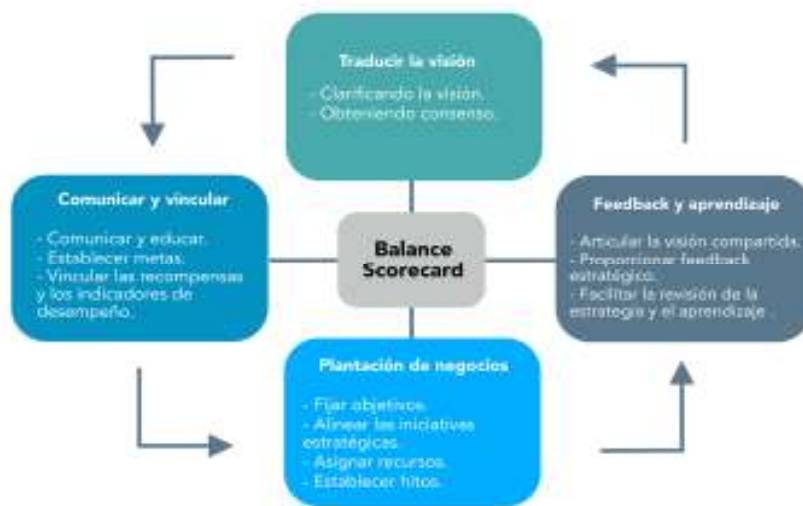 Traducir la visión
- Clarificando la visión.
- Obteniendo consenso.
Comunicar y vincular
- Comunicar y educar.
- Establecer metas.
- Vincular las recompensas
y los indicadores de
desempeño.
Balance
Scorecard
Feedback y aprendizaje
- Articular la visión compartida.
- Proporcionar feedback
estratégico.
- Facilitar la revisión de la
estrategia y el aprendizaje .
Plantación de negocios
- Fijar objetivos.
- Alinear las iniciativas
estratégicas.
- Asignar recursos.
- Establecer hitos.